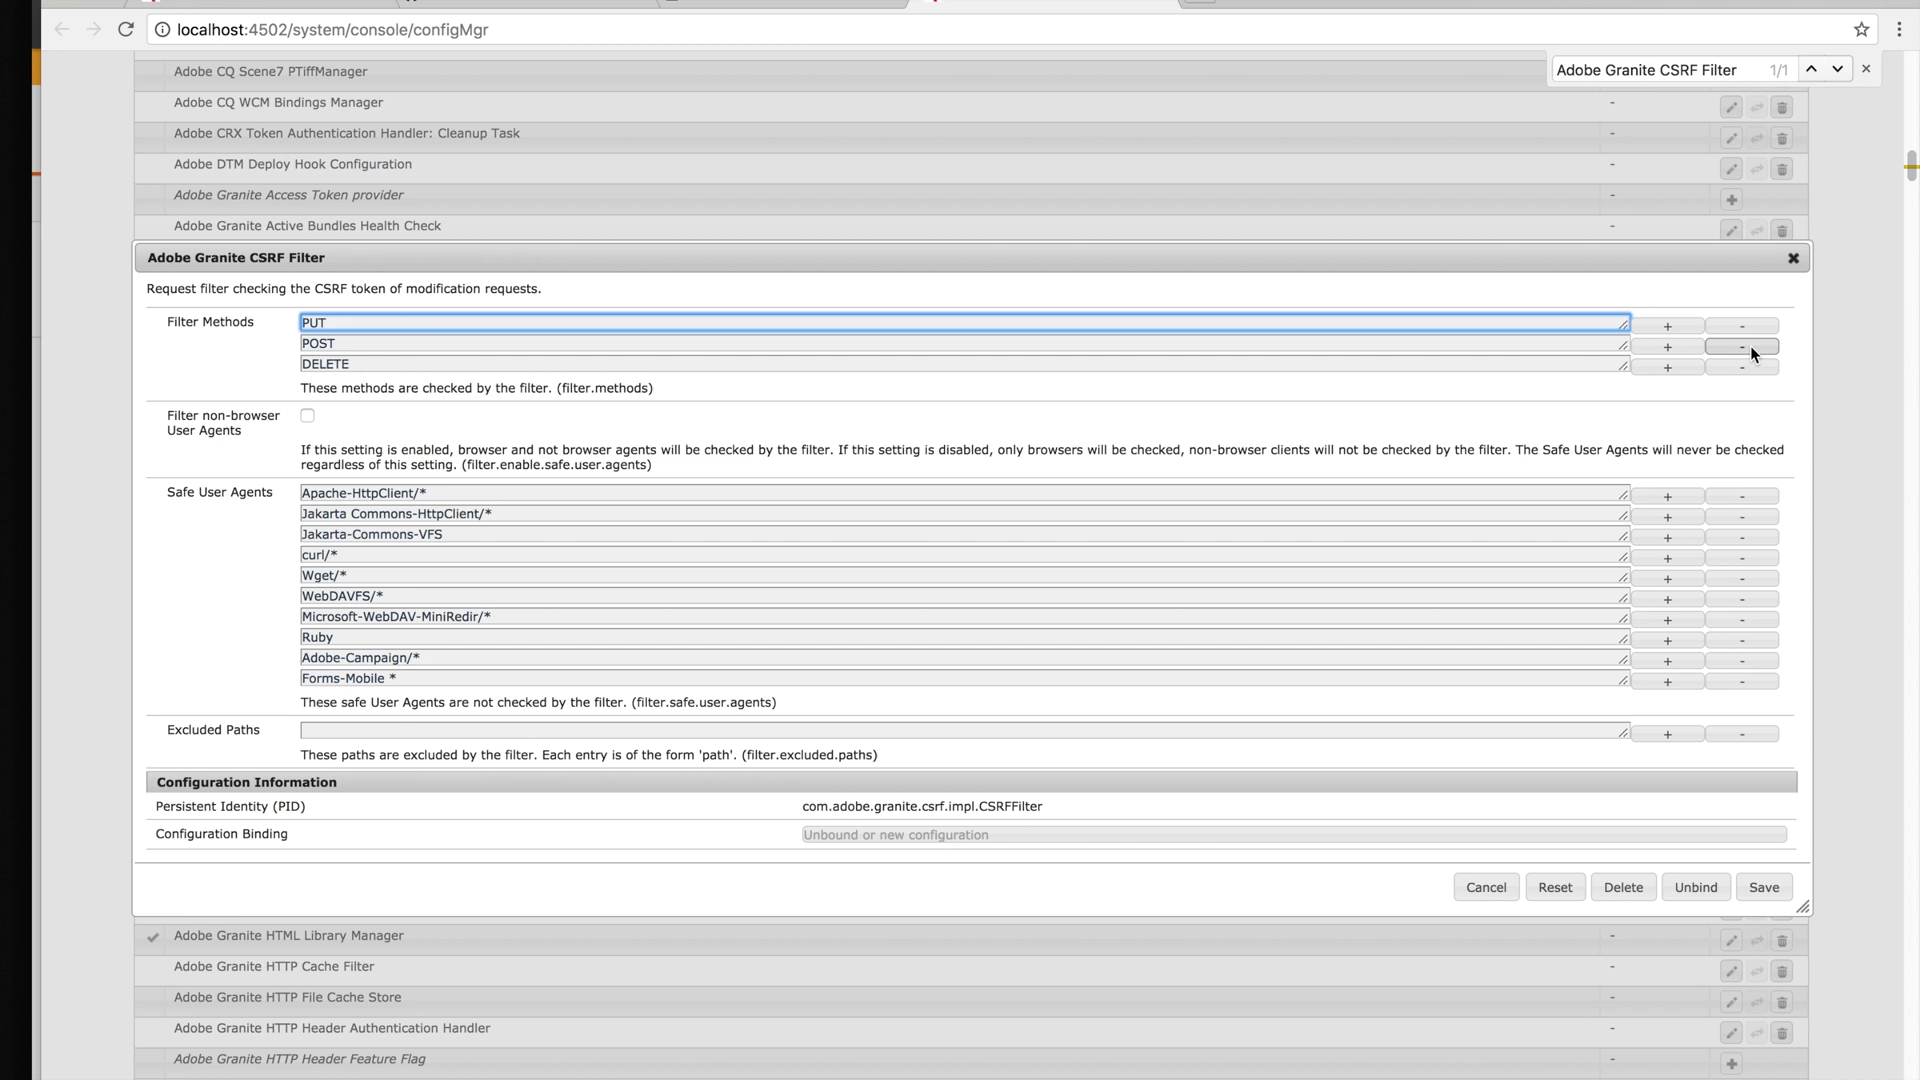 localhost:4502/system/console/configMgr
Adobe Granite CSRF Filter 1/1
Adobe CQ Scene7 PTiffManager
Adobe CQ WCM Bindings Manager -
Adobe CRX Token Authentication Handler: Cleanup Task -
Adobe DTM Deploy Hook Configuration -
Adobe Granite Access Token provider -
Adobe Granite Active Bundles Health Check -
Adobe Granite CSRF Filter
Request filter checking the CSRF token of modification requests.
Filter Methods PUT + -
POST + -
DELETE + -
These methods are checked by the filter. (filter.methods)
Filter non-browser
User Agents
If this setting is enabled, browser and not browser agents will be checked by the filter. If this setting is disabled, only browsers will be checked, non-browser clients will not be checked by the filter. The Safe User Agents will never be checked
regardless of this setting. (filter.enable.safe.user.agents)
Safe User Agents Apache-HttpClient/* + -
Jakarta Commons-HttpClient/* + -
Jakarta-Commons-VFS + -
curl/* + -
Wget/* + -
WebDAVFS/* + -
Microsoft-WebDAV-MiniRedir/* + -
Ruby + -
Adobe-Campaign/* + -
Forms-Mobile * + -
These safe User Agents are not checked by the filter. (filter.safe.user.agents)
Excluded Paths + -
These paths are excluded by the filter. Each entry is of the form 'path'. (filter.excluded.paths)
Configuration Information
Persistent Identity (PID) com.adobe.granite.csrf.impl.CSRFFilter
Configuration Binding Unbound or new configuration
Cancel Reset Delete Unbind Save
Adobe Granite HTML Library Manager -
Adobe Granite HTTP Cache Filter -
Adobe Granite HTTP File Cache Store -
Adobe Granite HTTP Header Authentication Handler -
Adobe Granite HTTP Header Feature Flag -